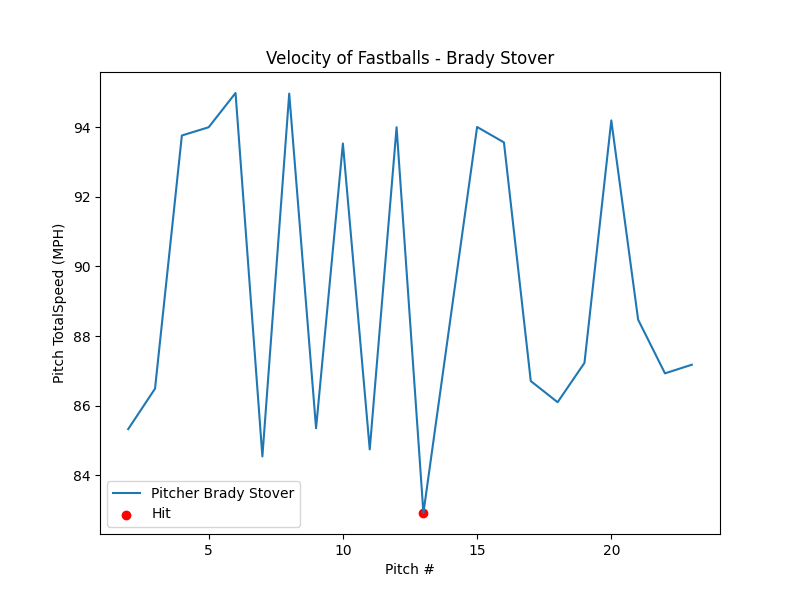 Velocity of Fastballs - Brady Stover
Pitch TotalSpeed (MPH)
94
92
90
88
86
84
Pitcher Brady Stover
Hit
5 10 15 20
Pitch #